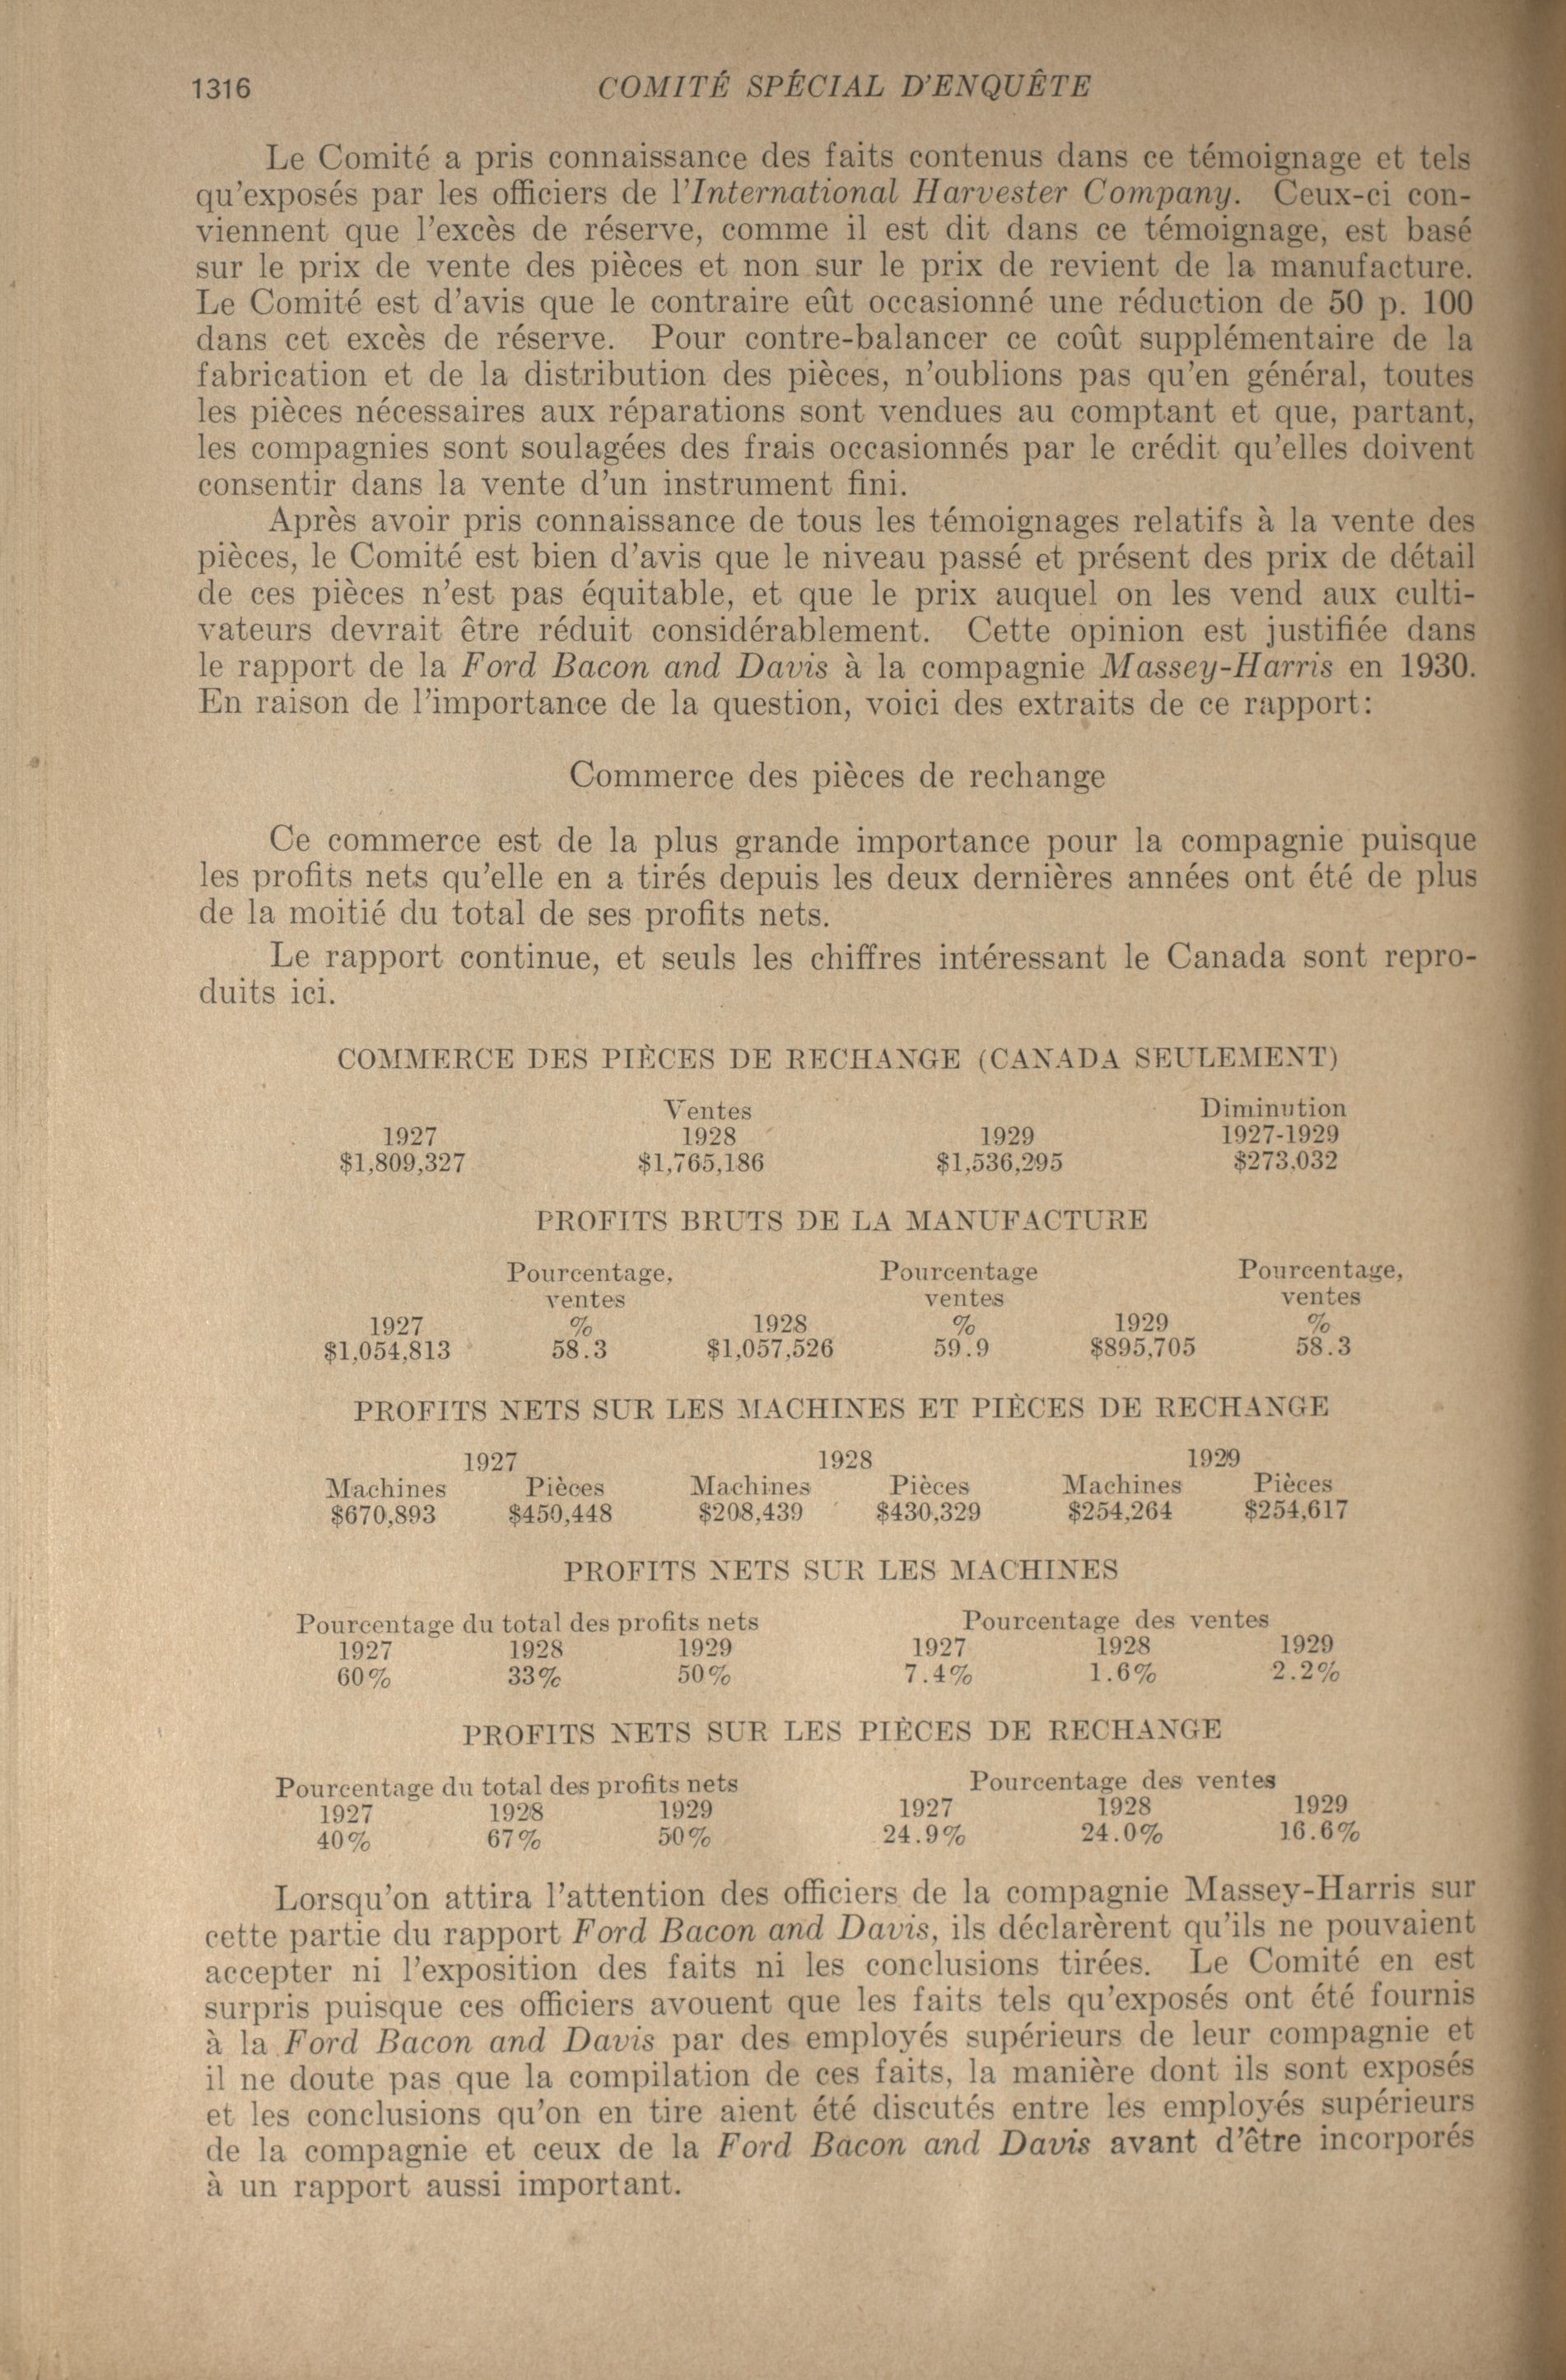 1316 COMITÉ SPÉCIAL D'ENQUÊTE
Le Comité a pris connaissance des faits contenus dans ce témoignage et tels
qu'exposés par les officiers de l'International Harvester Company. Ceux-ci con-
viennent que l'excès de réserve, comme il est dit dans ce témoignage, est basé
sur le prix de vente des pièces et non sur le prix de revient de la manufacture.
Le Comité est d'avis que le contraire eût occasionné une réduction de 50 p. 100
dans cet excès de réserve. Pour contre-balancer ce coût supplémentaire de la
fabrication et de la distribution des pièces, n'oublions pas qu'en général, toutes
les pièces nécessaires aux réparations sont vendues au comptant et que, partant,
les compagnies sont soulagées des frais occasionnés par le crédit qu'elles doivent
consentir dans la vente d'un instrument fini.
Après avoir pris connaissance de tous les témoignages relatifs à la vente des
pièces, le Comité est bien d'avis que le niveau passé et présent des prix de détail
de ces pièces n'est pas équitable, et que le prix auquel on les vend aux culti-
vateurs devrait être réduit considérablement. Cette opinion est justifiée dans
le rapport de la Ford Bacon and Davis à la compagnie Massey-Harris en 1930.
En raison de l'importance de la question, voici des extraits de ce rapport:
Commerce des pièces de rechange
Ce commerce est de la plus grande importance pour la compagnie puisque
les profits nets qu'elle en a tirés depuis les deux dernières années ont été de plus
de la moitié du total de ses profits nets.
Le rapport continue, et seuls les chiffres intéressant le Canada sont repro-
duits ici.
COMMERCE DES PIÈCES DE RECHANGE (CANADA SEULEMENT)
Ventes Diminution
1927 1928 1929 1927-1929
$1,809,327 $1,765,186 $1,536,295 $273,032
PROFITS BRUTS DE LA MANUFACTURE
Pourcentage, Pourcentage Pourcentage,
ventes ventes ventes
1927 % 1928 % 1929 %
$1,054,813 58.3 $1,057,526 59.9 $895,705 58.3
PROFITS NETS SUR LES MACHINES ET PIÈCES DE RECHANGE
1927 1928 1929
Machines Pièces Machines Pièces Machines Pièces
$670,893 $450,448 $208,439 $430,329 $254,264 $254,617
PROFITS NETS SUR LES MACHINES
Pourcentage du total des profits nets Pourcentage des ventes
1927 1928 1929 1927 1928 1929
60% 33% 50% 7.4% 1.6% 2.2%
PROFITS NETS SUR LES PIÈCES DE RECHANGE
Pourcentage du total des profits nets Pourcentage des ventes
1927 1928 1929 1927 1928 1929
40% 67% 50% 24.9% 24.0% 16.6%
Lorsqu'on attira l'attention des officiers de la compagnie Massey-Harris sur
cette partie du rapport Ford Bacon and Davis, ils déclarèrent qu'ils ne pouvaient
accepter ni l'exposition des faits ni les conclusions tirées. Le Comité en est
surpris puisque ces officiers avouent que les faits tels qu'exposés ont été fournis
à la Ford Bacon and Davis par des employés supérieurs de leur compagnie et
il ne doute pas que la compilation de ces faits, la manière dont ils sont exposés
et les conclusions qu'on en tire aient été discutés entre les employés supérieurs
de la compagnie et ceux de la Ford Bacon and Davis avant d'être incorporés
à un rapport aussi important.